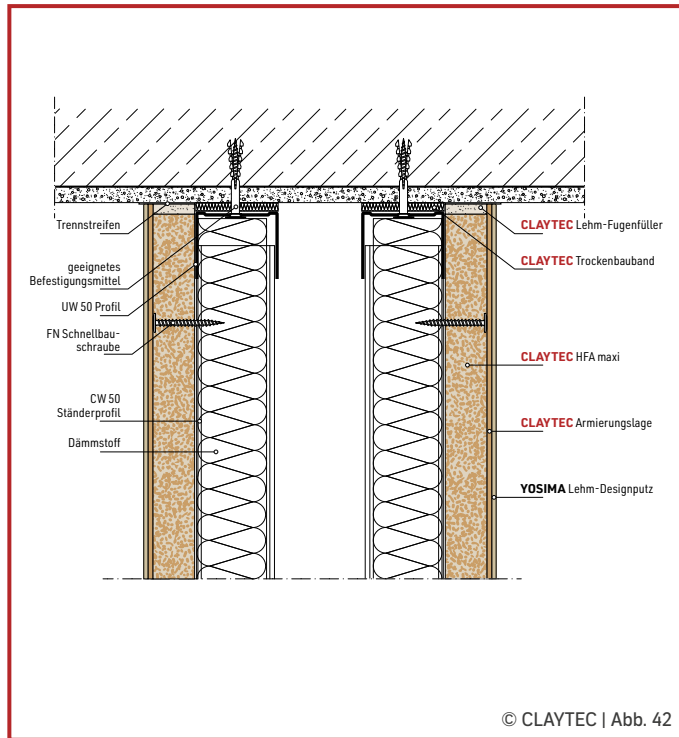 Trennstreifen
geeignetes
Befestigungsmittel
UW 50 Profil
FN Schnellbau-
schraube
CW 50
Ständerprofil
Dämmstoff
CLAYTEC Lehm-Fugenfüller
CLAYTEC Trockenbauband
CLAYTEC HFA maxi
CLAYTEC Armierungslage
YOSIMA Lehm-Designputz
© CLAYTEC | Abb. 42